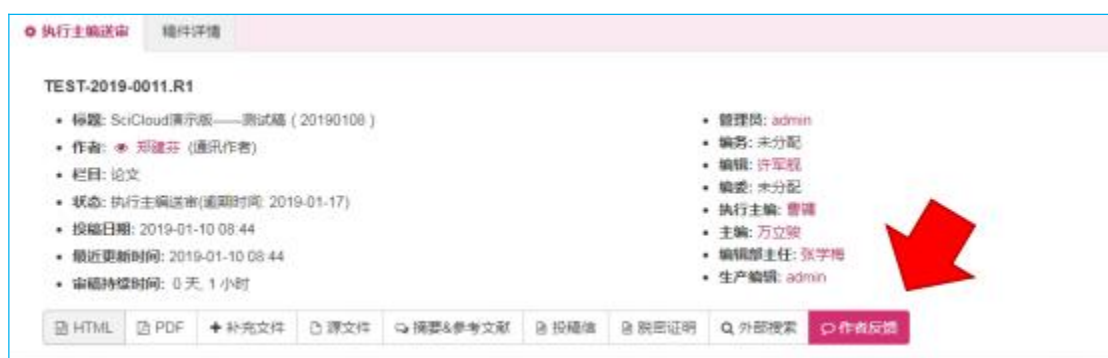 执行主编送审 稿件详情
TEST-2019-0011.R1
标题: SciCloud演示版——测试稿 ( 20190108 )
作者: 郑建芬 (通讯作者)
栏目: 论文
状态: 执行主编送审(逾期时间: 2019-01-17)
投稿日期: 2019-01-10 08:44
最近更新时间: 2019-01-10 08:44
审稿持续时间: 0 天, 1 小时
管理员: admin
编务: 未分配
编辑: 许军舰
编委: 未分配
执行主编: 曹镛
主编: 万立骏
编辑部主任: 张学梅
生产编辑: admin
HTML PDF 补充文件 源文件 摘要&参考文献 投稿信 脱密证明 外部搜索 作者反馈